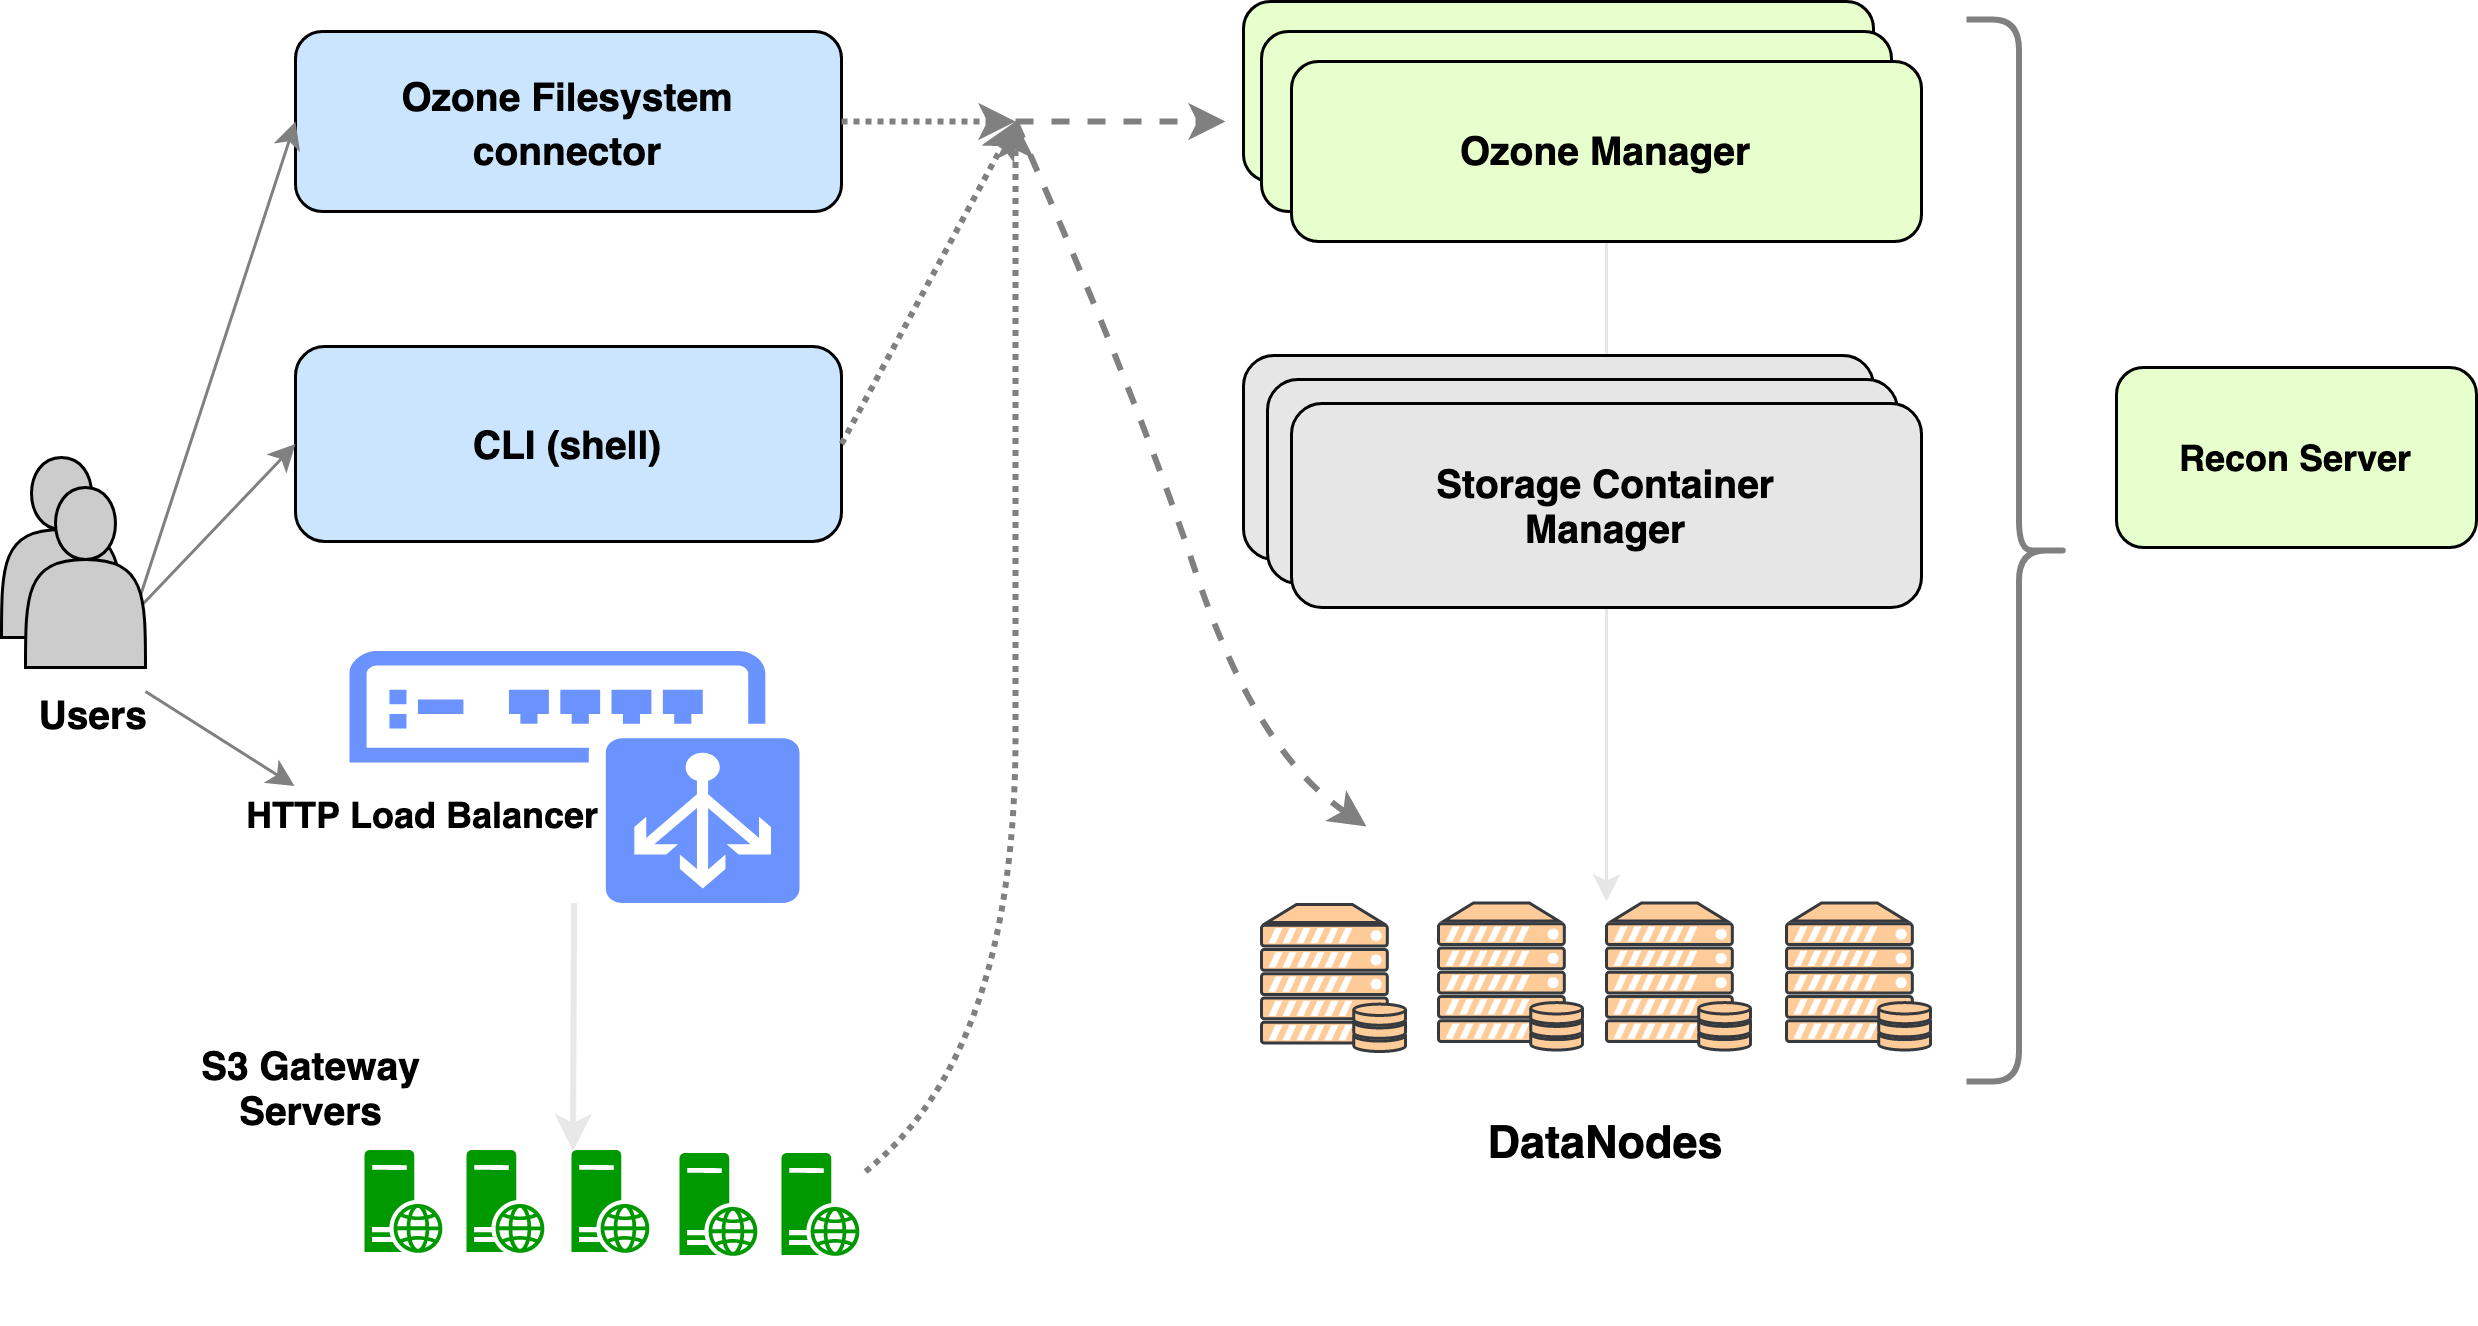 Ozone Filesystem
connector
Ozone Manager
CLI (shell)
Storage Container
Manager
Recon Server
Users
HTTP Load Balancer
S3 Gateway
Servers
DataNodes